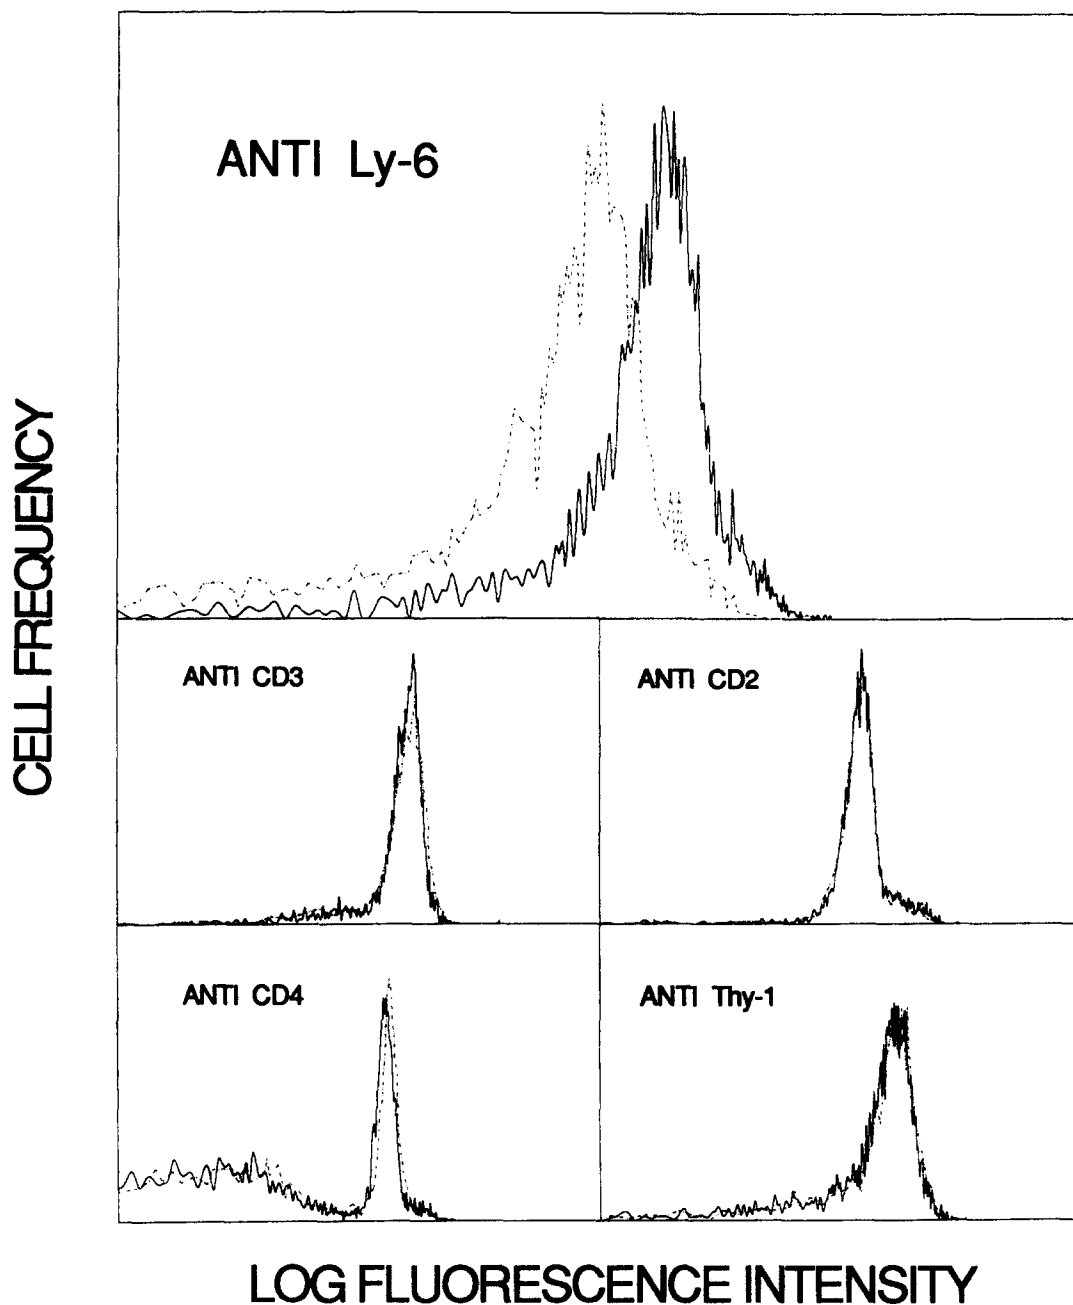 ANTI Ly-6
CELL FREQUENCY
ANTI CD3
ANTI CD2
ANTI CD4
ANTI Thy-1
LOG FLUORESCENCE INTENSITY